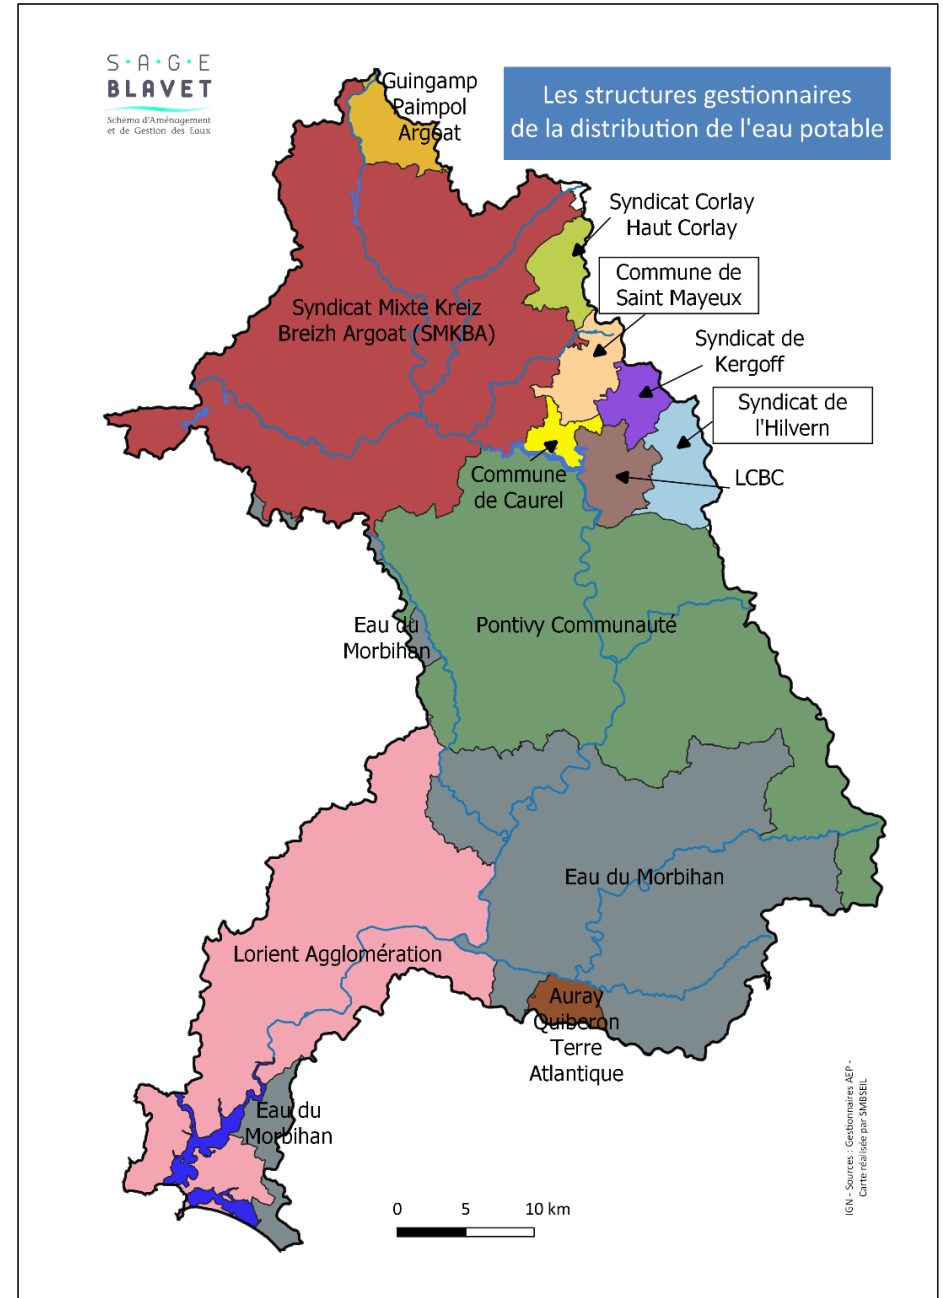 S·A·G·E
BLAVET
Schéma d'Aménagement
et de Gestion des Eaux
Les structures gestionnaires
de la distribution de l'eau potable
Guingamp
Paimpol
Argoat
Syndicat Corlay
Haut Corlay
Commune de
Saint Mayeux
Syndicat Mixte Kreiz
Breizh Argoat (SMKBA)
Syndicat de
Kergoff
Syndicat de
l'Hilvern
LCBC
Commune
de Caurel
Eau du
Morbihan
Pontivy Communauté
Eau du Morbihan
Lorient Agglomération
Auray
Quiberon
Terre
Atlantique
Eau du
Morbihan
0 5 10 km
IGN - Sources : Gestionnaires AEP -
Carte réalisée par SMBSEIL